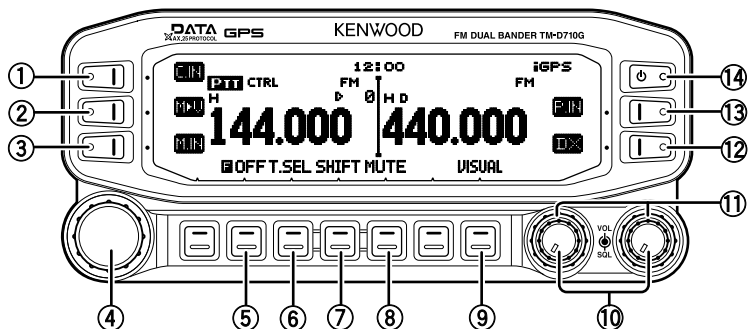 DATA
AX.25 PROTOCOL
GPS
KENWOOD
FM DUAL BANDER TM-D710G
12:00
iGPS
C.IN
PTT CTRL
FM
FM
H
0
H D
M▶V
144.000
440.000
P.IN
M.IN
DX
F OFF T.SEL SHIFT MUTE
VISUAL
VOL
SQL
①
②
③
④
⑤
⑥
⑦
⑧
⑨
⑩
⑪
⑫
⑬
⑭